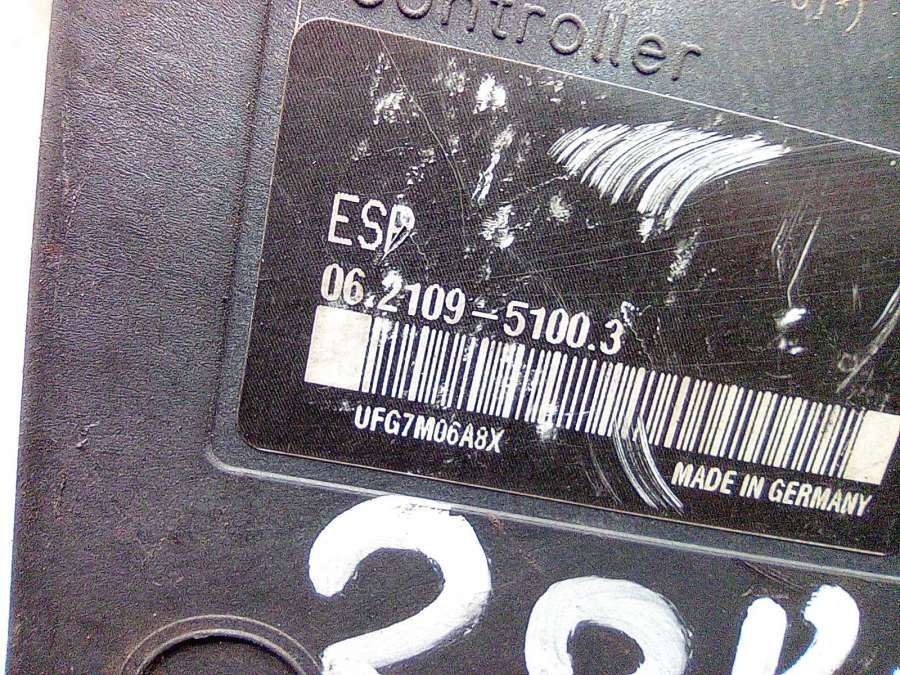 Controller
ESP
06.2109-5100.3
UFG7M06A8X
MADE IN GERMANY